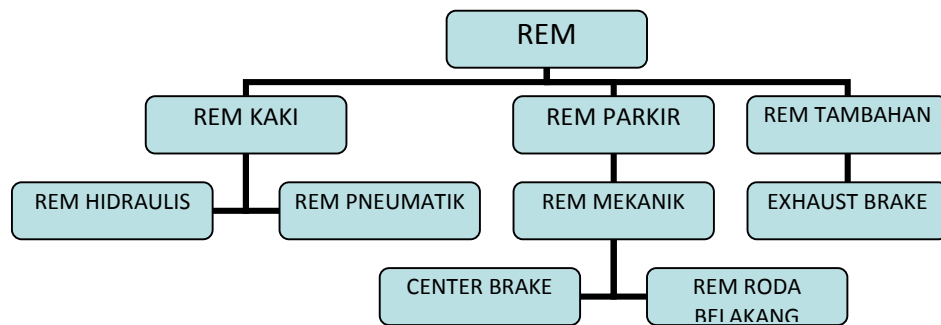 REM
REM KAKI
REM PARKIR
REM TAMBAHAN
REM HIDRAULIS
REM PNEUMATIK
REM MEKANIK
EXHAUST BRAKE
CENTER BRAKE
REM RODA
BELAKANG